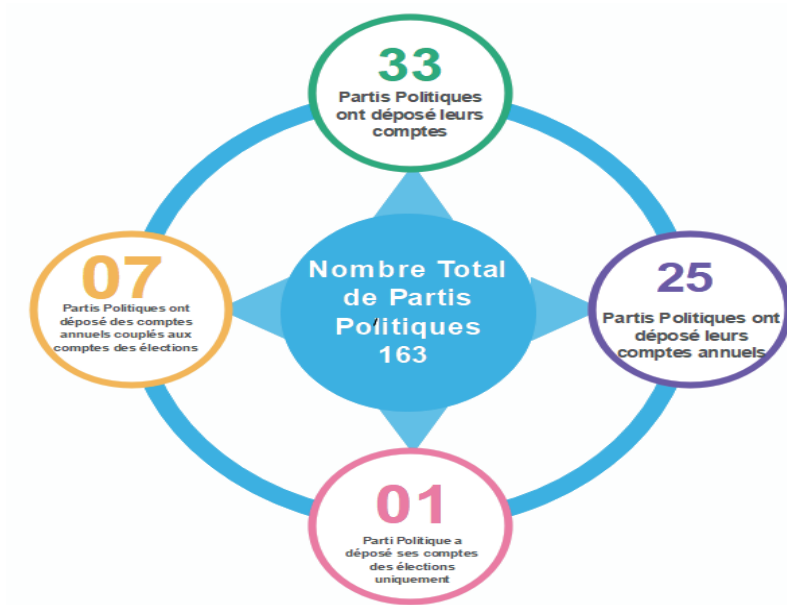 33
Partis Politiques
ont déposé leurs
comptes
07
Partis Politiques ont
déposé des comptes
annuels couplés aux
comptes des élections
Nombre Total
de Partis
Politiques
163
25
Partis Politiques ont
déposé leurs
comptes annuels
01
Parti Politique a
déposé ses comptes
des élections
uniquement